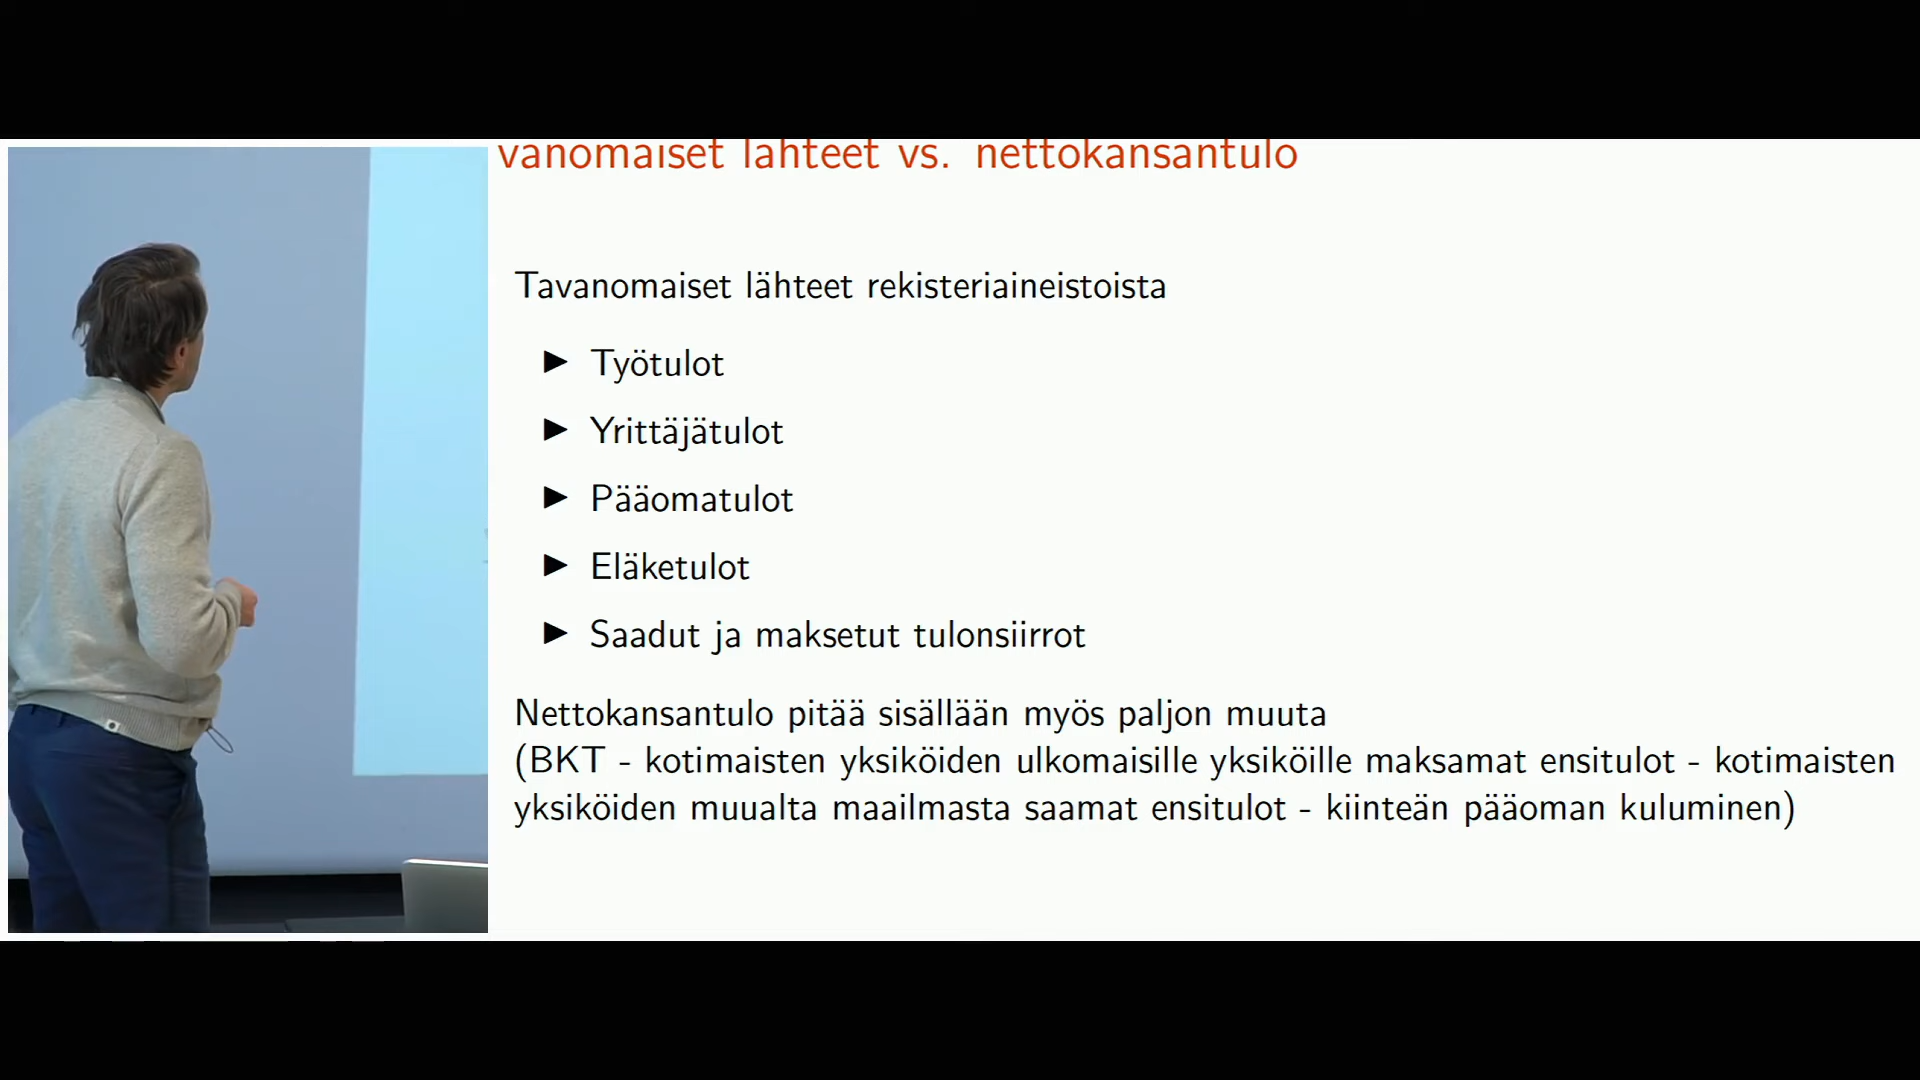 vanomaiset lähteet vs. nettokansantulo
Tavanomaiset lähteet rekisteriaineistoista
▶ Työtulot
▶ Yrittäjätulot
▶ Pääomatulot
▶ Eläketulot
▶ Saadut ja maksetut tulonsiirrot
Nettokansantulo pitää sisällään myös paljon muuta
(BKT - kotimaisten yksiköiden ulkomaisille yksiköille maksamat ensitulot - kotimaisten
yksiköiden muualta maailmasta saamat ensitulot - kiinteän pääoman kuluminen)